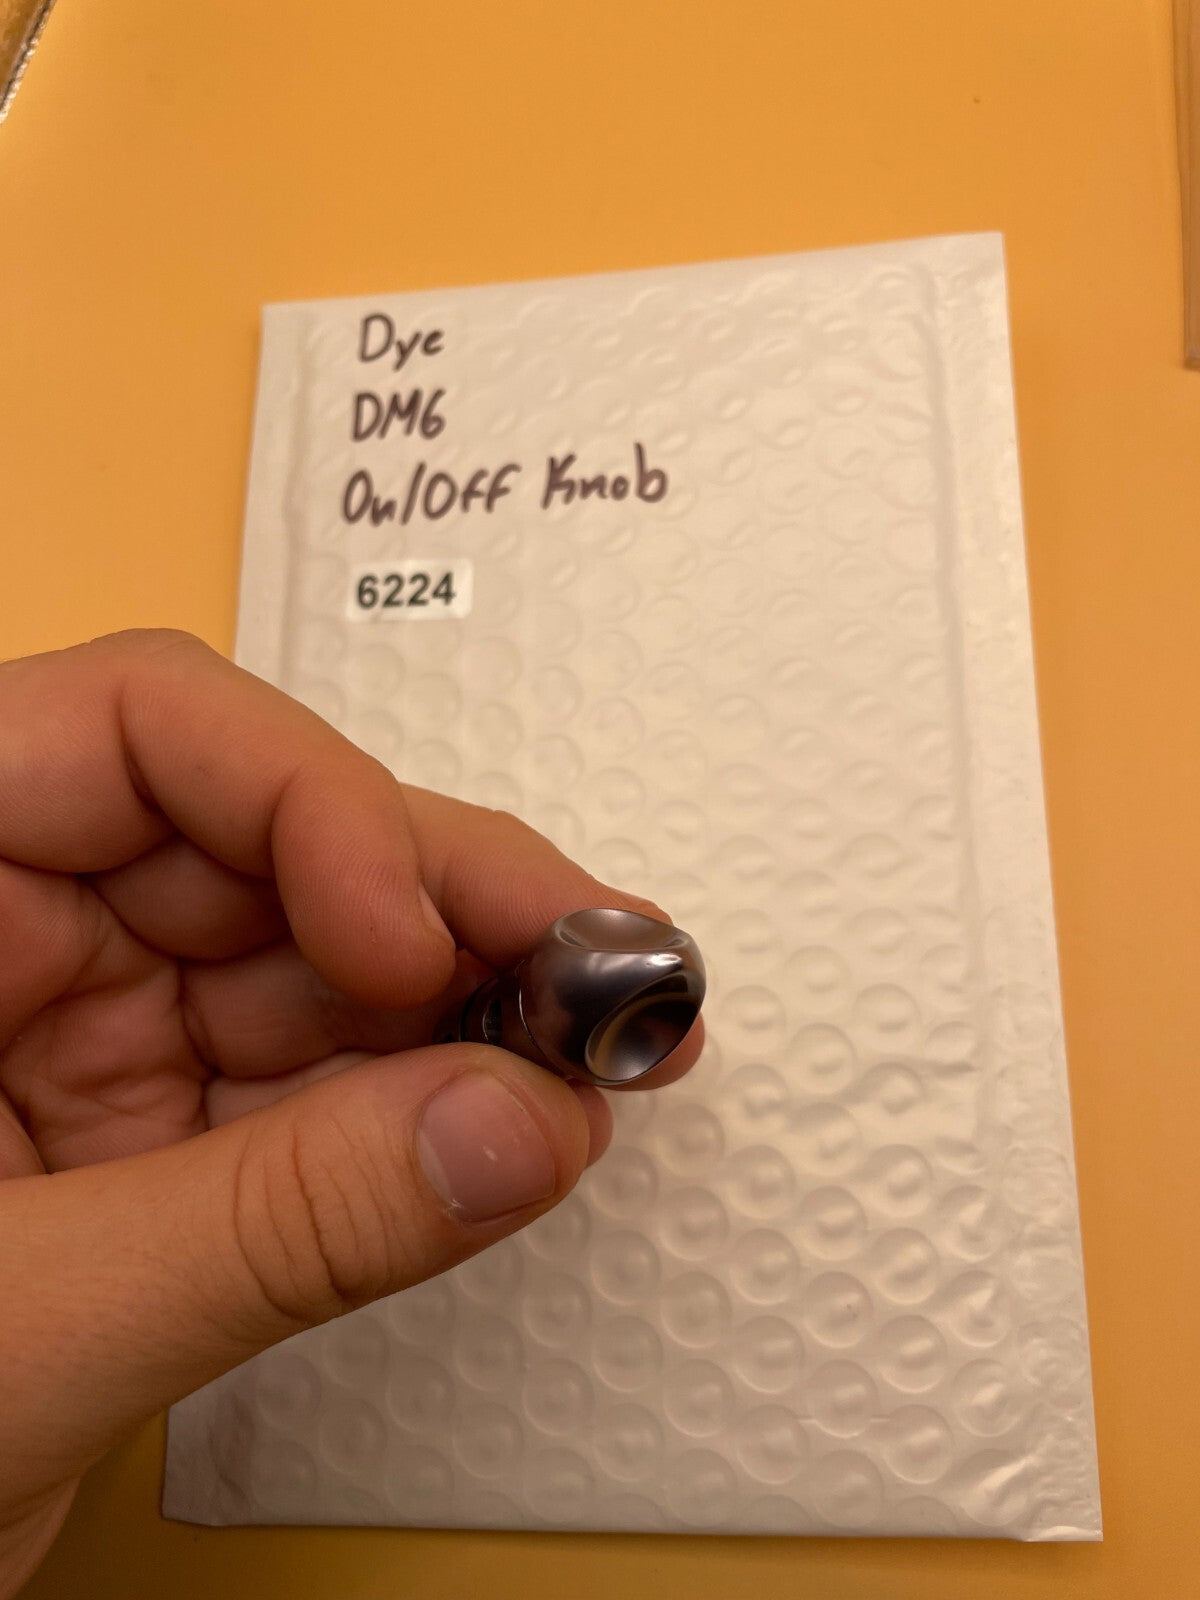 Dye
DM6
On/Off Knob
6224